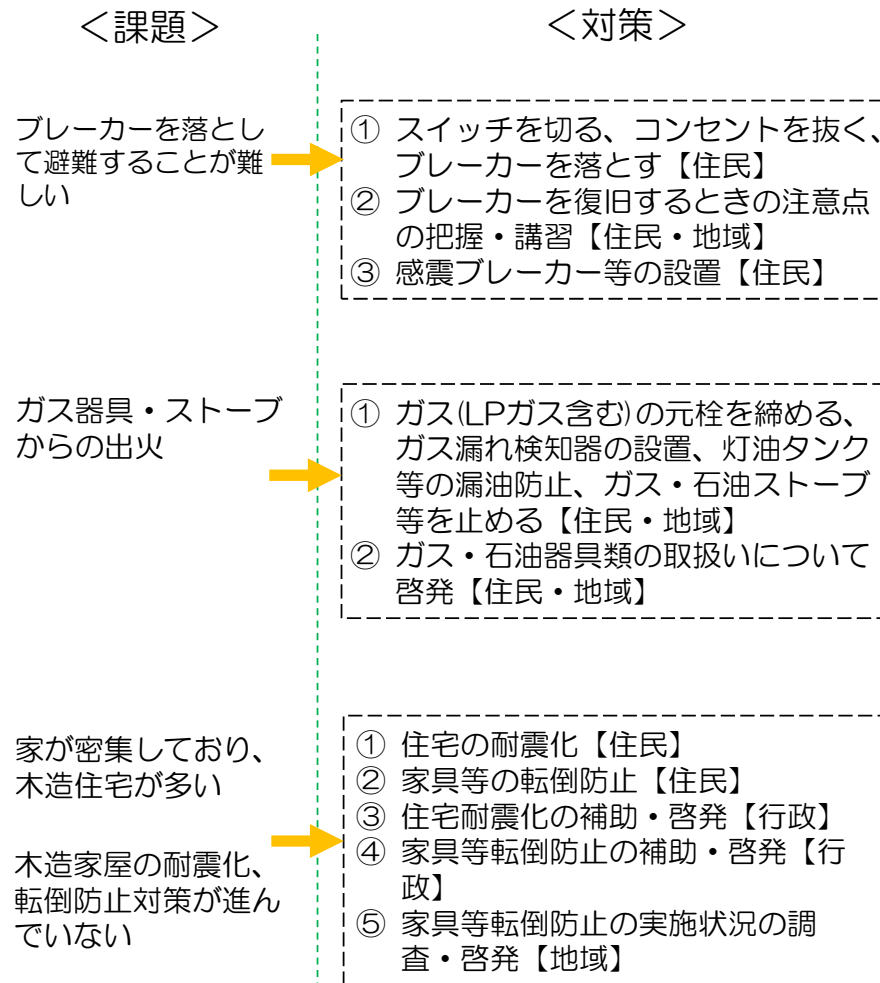 ＜課題＞
＜対策＞
ブレーカーを落とし
て避難することが難
しい
① スイッチを切る、コンセントを抜く、
ブレーカーを落とす【住民】
② ブレーカーを復旧するときの注意点
の把握・講習【住民・地域】
③ 感震ブレーカー等の設置【住民】
ガス器具・ストーブ
からの出火
① ガス(LPガス含む)の元栓を締める、
ガス漏れ検知器の設置、灯油タンク
等の漏油防止、ガス・石油ストーブ
等を止める【住民・地域】
② ガス・石油器具類の取扱いについて
啓発【住民・地域】
家が密集しており、
木造住宅が多い
木造家屋の耐震化、
転倒防止対策が進ん
でいない
① 住宅の耐震化【住民】
② 家具等の転倒防止【住民】
③ 住宅耐震化の補助・啓発【行政】
④ 家具等転倒防止の補助・啓発【行
政】
⑤ 家具等転倒防止の実施状況の調
査・啓発【地域】